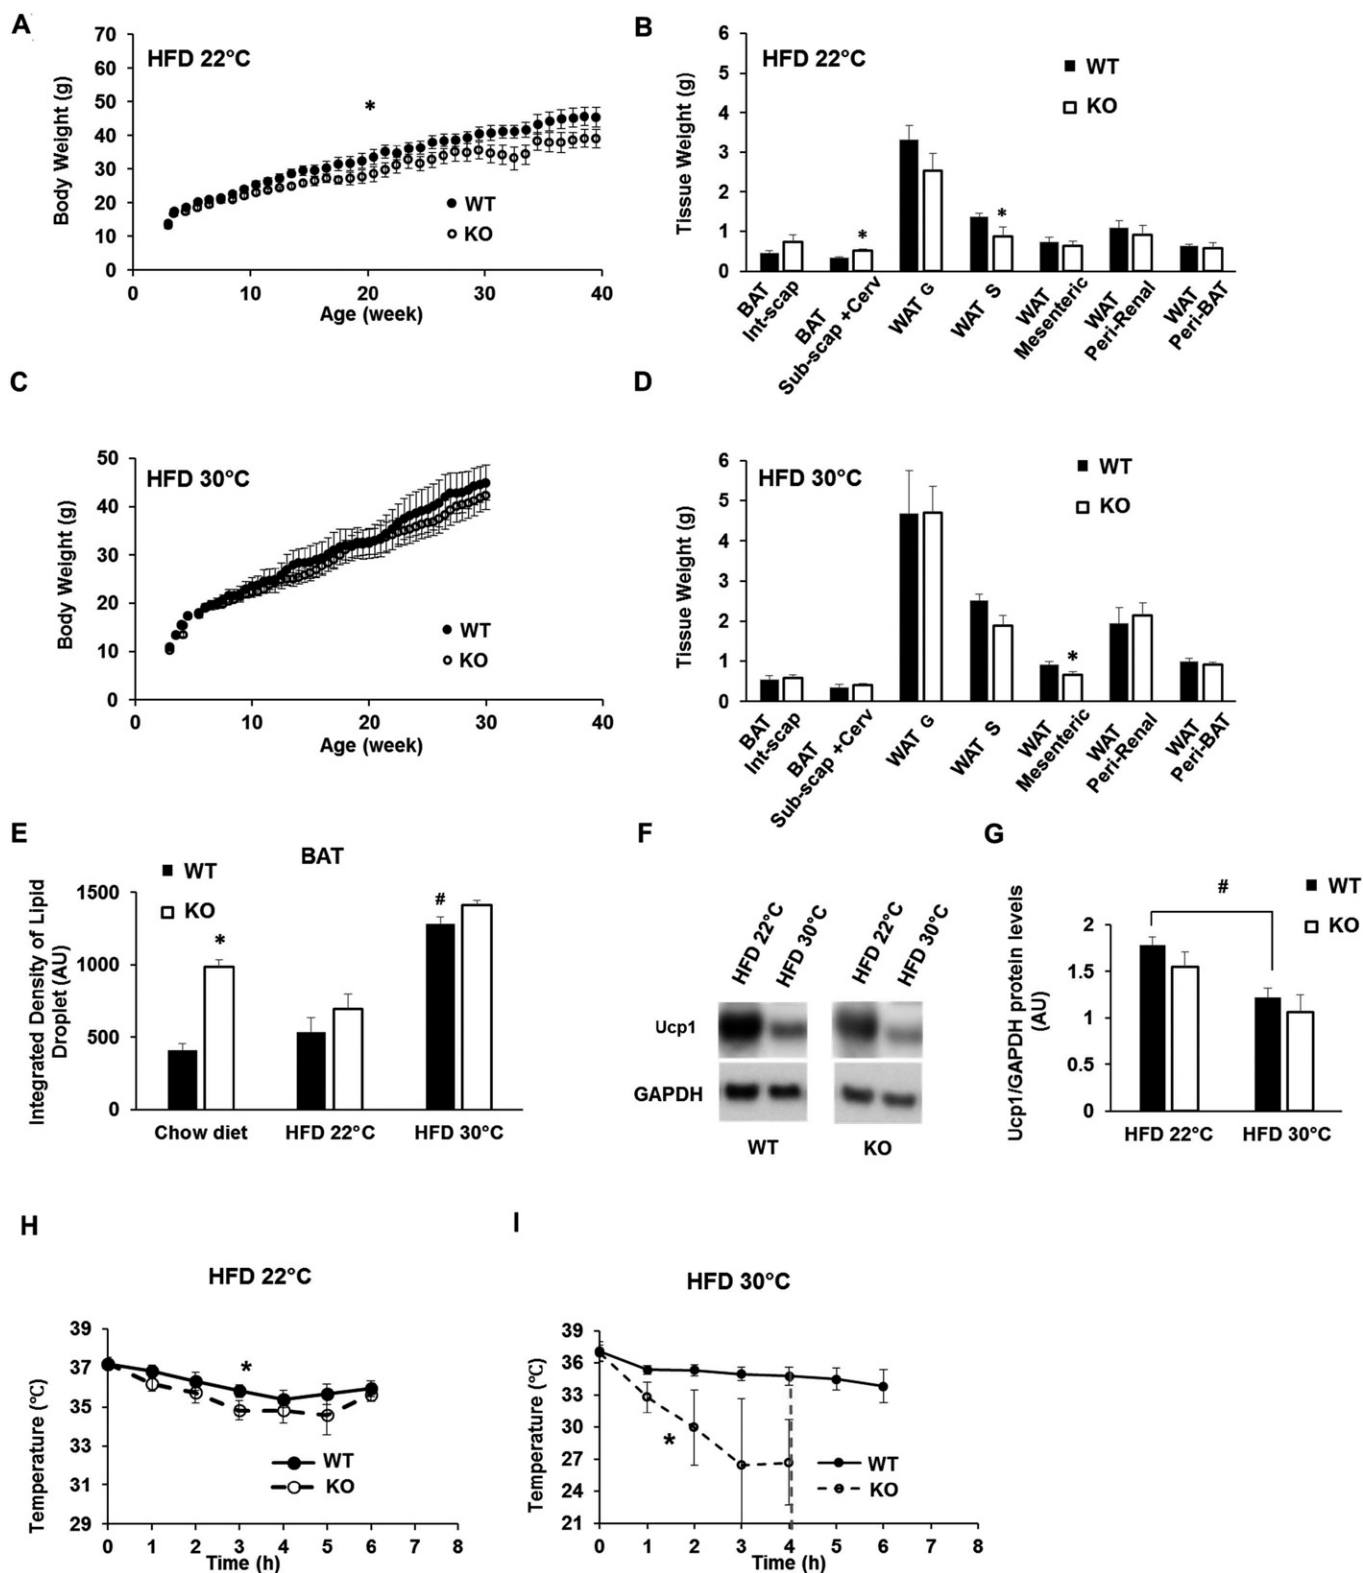 A
HFD 22°C
Body Weight (g)
70
60
50
40
30
20
10
0
*
WT
KO
0 10 20 30 40
Age (week)
B
HFD 22°C
Tissue Weight (g)
6
5
4
3
2
1
0
WT
KO
*
*
BAT
Int-scap
BAT
Sub-scap +Cerv
WAT G
WAT S
WAT
Mesenteric
WAT
Peri-Renal
WAT
Peri-BAT
C
HFD 30°C
Body Weight (g)
50
40
30
20
10
0
WT
KO
0 10 20 30 40
Age (week)
D
HFD 30°C
Tissue Weight (g)
6
5
4
3
2
1
0
WT
KO
*
BAT
Int-scap
BAT
Sub-scap +Cerv
WAT G
WAT S
WAT
Mesenteric
WAT
Peri-Renal
WAT
Peri-BAT
E
BAT
WT
KO
Integrated Density of Lipid
Droplet (AU)
1500
1000
500
0
*
#
Chow diet HFD 22°C HFD 30°C
F
HFD 22°C
HFD 30°C
HFD 22°C
HFD 30°C
Ucp1
GAPDH
WT KO
G
WT
KO
#
Ucp1/GAPDH protein levels
(AU)
2
1.5
1
0.5
0
HFD 22°C HFD 30°C
H
HFD 22°C
Temperature (°C)
39
37
35
33
31
29
*
WT
KO
0 1 2 3 4 5 6 7 8
Time (h)
I
HFD 30°C
Temperature (°C)
39
36
33
30
27
24
21
*
WT
KO
0 1 2 3 4 5 6 7 8
Time (h)